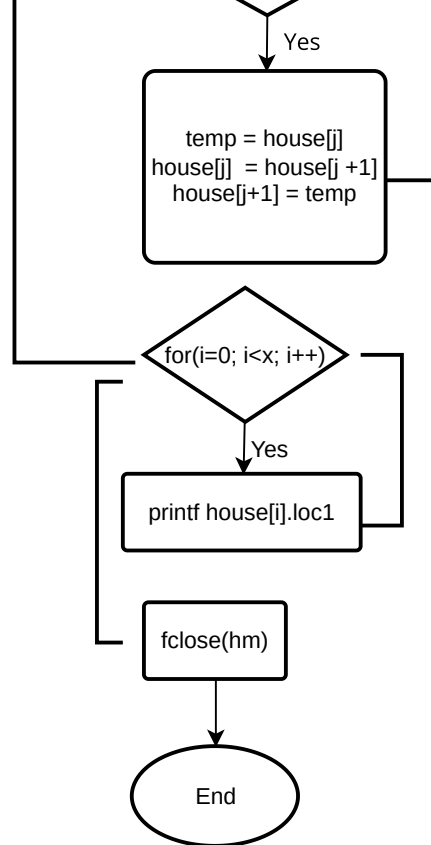 Yes
temp = house[j]
house[j]  = house[j +1]
house[j+1] = temp
for(i=0; i<x; i++)
Yes
printf house[i].loc1
fclose(hm)
End